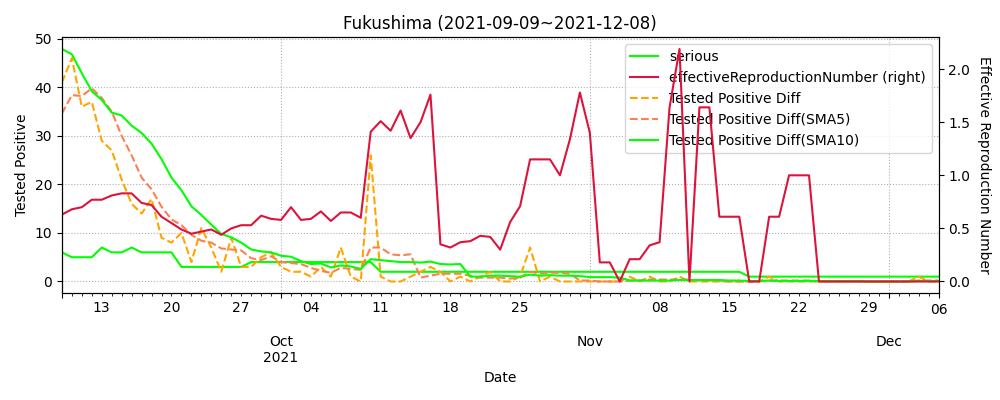 Fukushima (2021-09-09~2021-12-08)
50
40
30
20
10
0
Tested Positive
2.0
1.5
1.0
0.5
0.0
Effective Reproduction Number
serious
effectiveReproductionNumber (right)
Tested Positive Diff
Tested Positive Diff(SMA5)
Tested Positive Diff(SMA10)
13 20 27 04 11 18 25 08 15 22 29 06
Oct Nov Dec
2021
Date